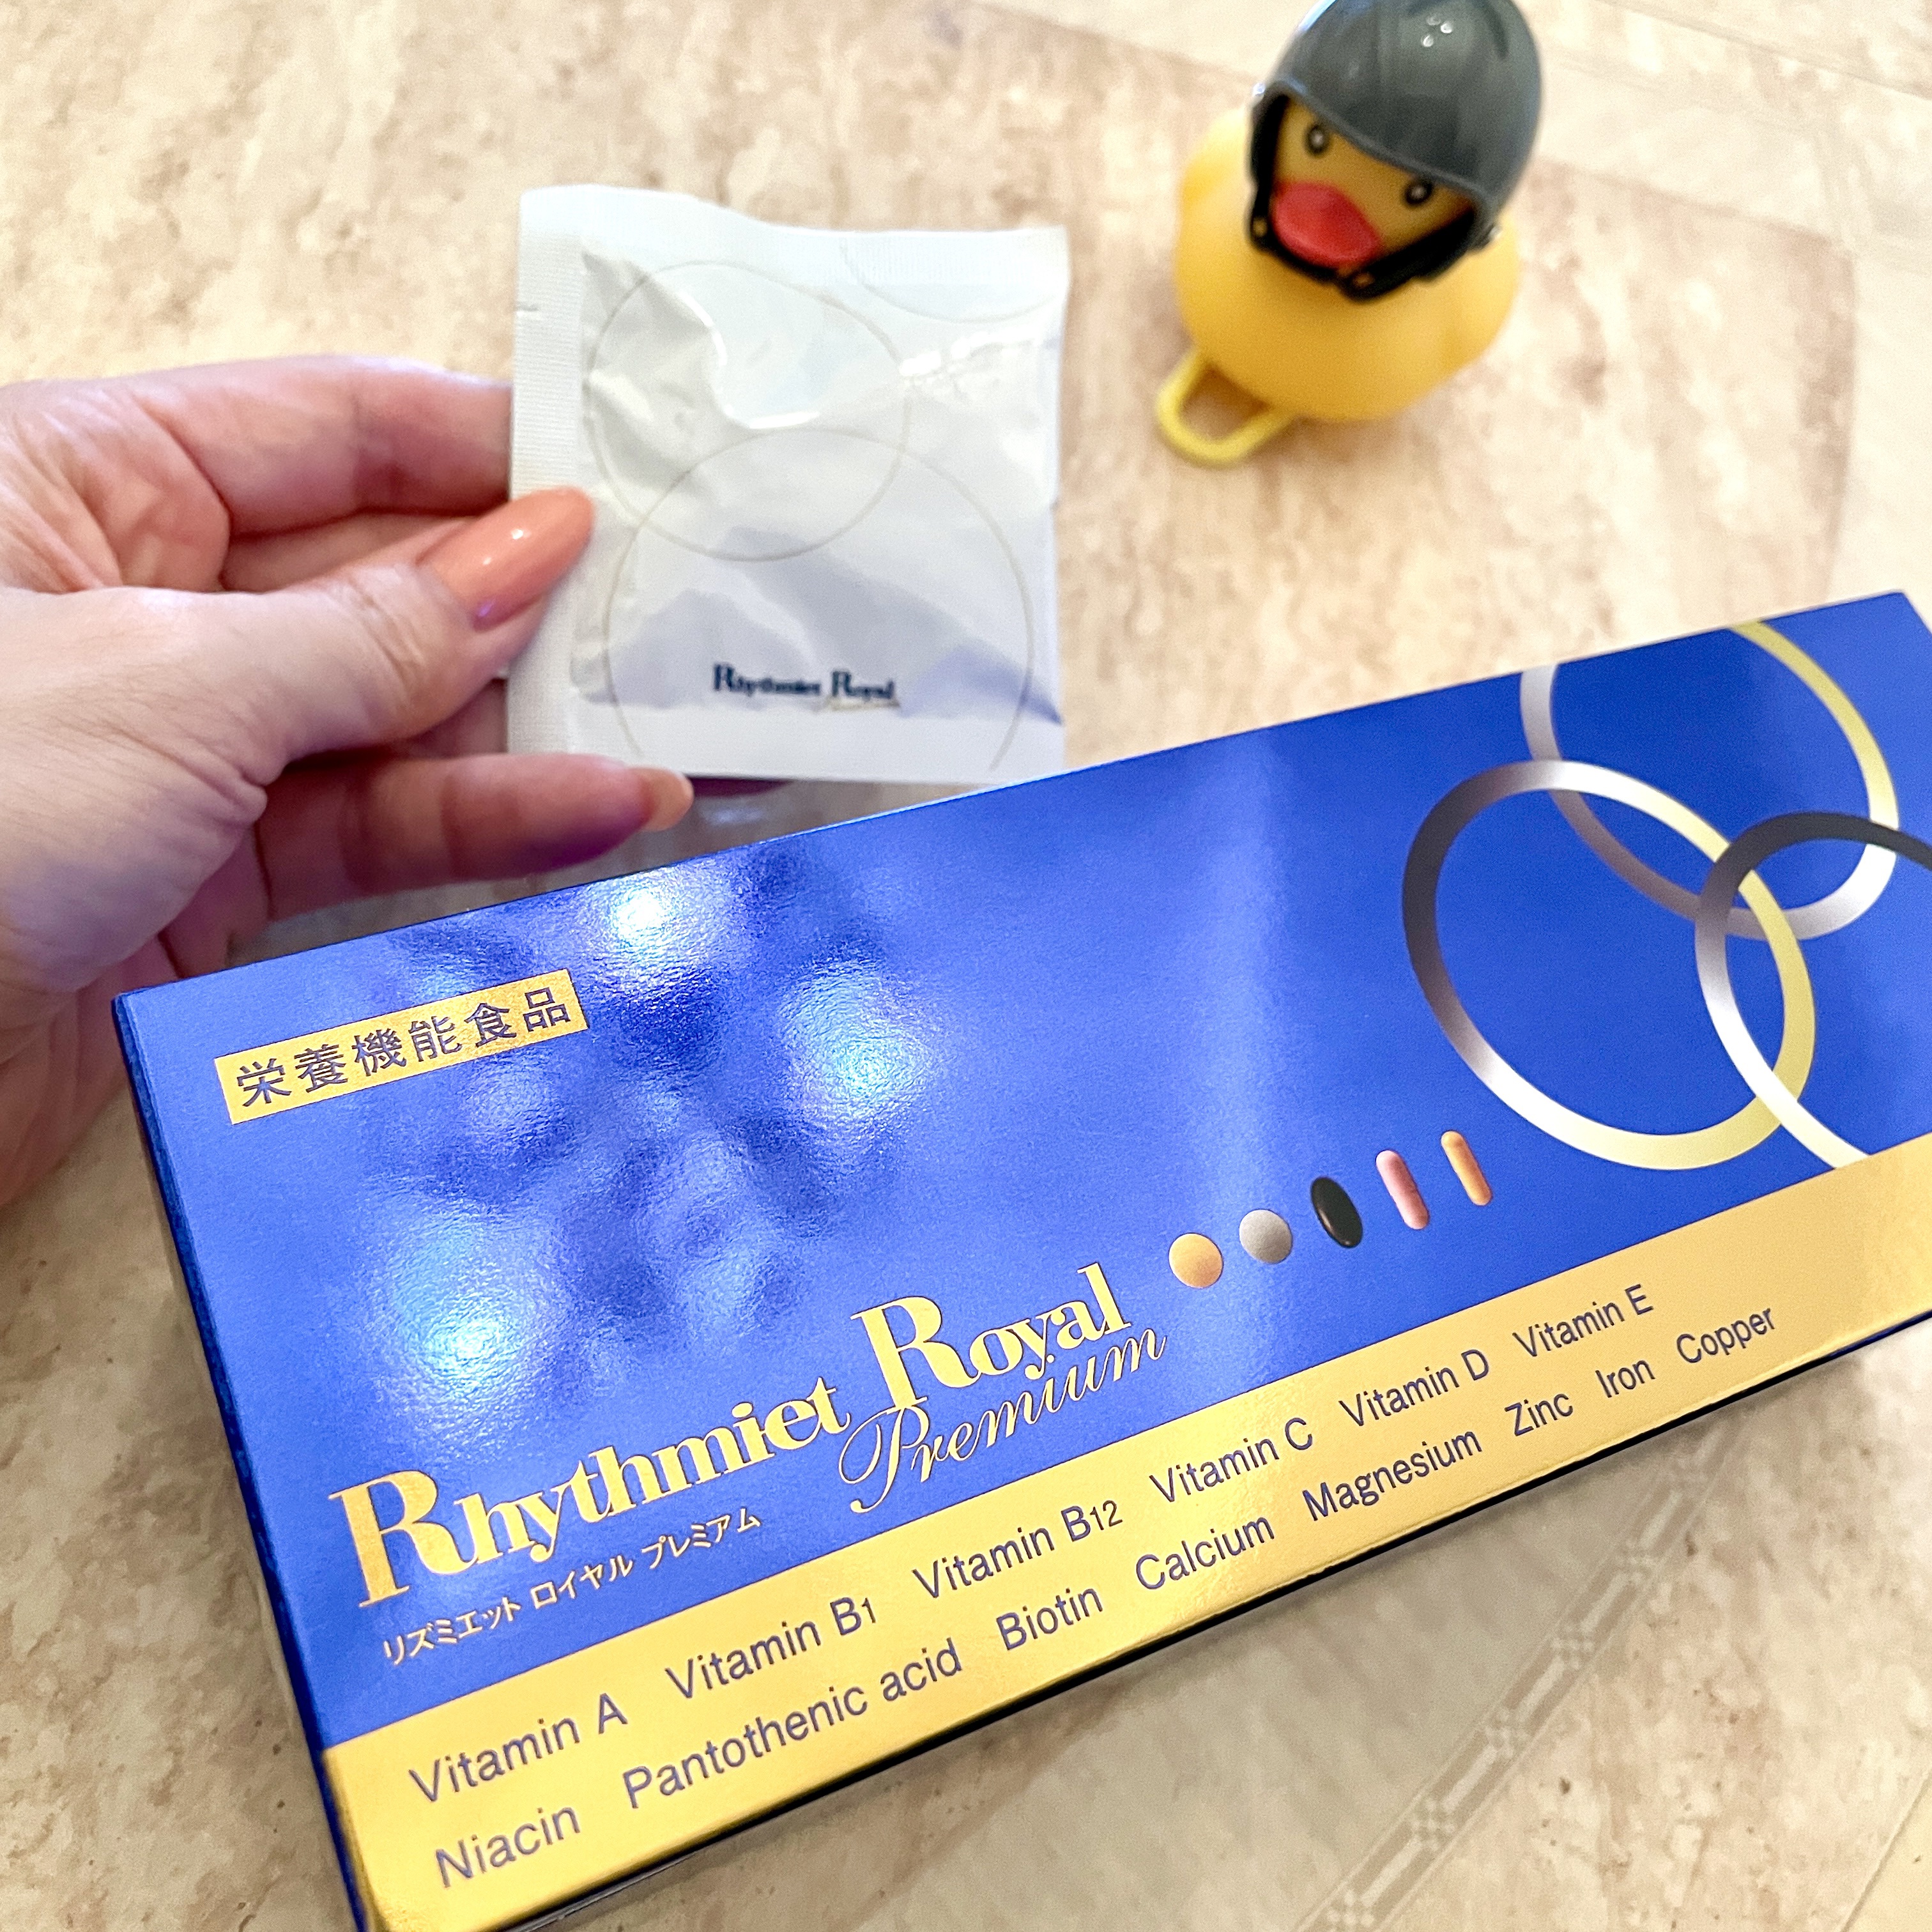 Rhythmiet Royal
栄養機能食品
Rhythmiet Royal
Premium
リズミエット ロイヤル プレミアム
Vitamin A Vitamin B1 Vitamin B12 Vitamin C Vitamin D Vitamin E
Niacin Pantothenic acid Biotin Calcium Magnesium Zinc Iron Copper